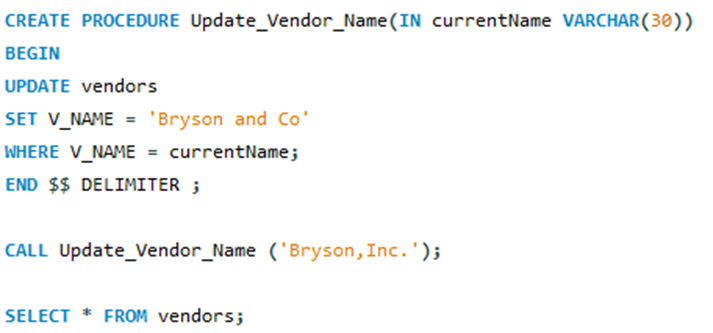 CREATE PROCEDURE Update_Vendor_Name(IN currentName VARCHAR(30))
BEGIN
UPDATE vendors
SET V_NAME = 'Bryson and Co'
WHERE V_NAME = currentName;
END $$ DELIMITER ;
CALL Update_Vendor_Name ('Bryson,Inc.');
SELECT * FROM vendors;